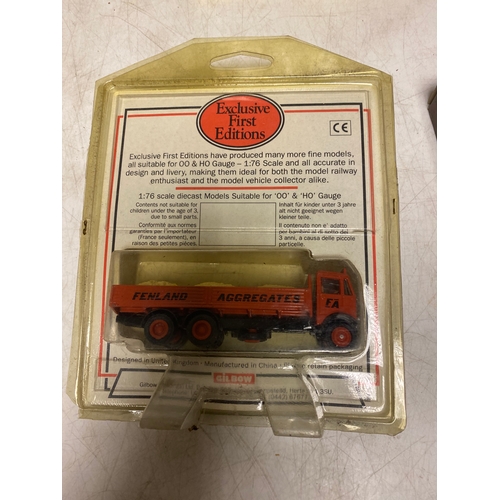 Exclusive
First
Editions
CE
Exclusive First Editions have produced many more fine models,
all suitable for OO & HO Gauge – 1:76 Scale and all accurate in
design and livery, making them ideal for both the model railway
enthusiast and the model vehicle collector alike.
1:76 scale diecast Models Suitable for 'OO' & 'HO' Gauge
Contents not suitable for
children under the age of 3,
due to small parts.
Conformité aux normes
garanties par l'importateur
(France seulement), en
raison des petites pièces.
Inhalt für kinder unter 3 jahre
alt nicht geeignet wegen
kleiner teile.
Il contenuto non e' adatto
per bambini al di sotto dei
3 anni, a causa delle piccole
particelle.
FENLAND AGGREGATES FA
Designed in United Kingdom - Manufactured in China retain packaging
GILBOW
Gilbow 3SU.